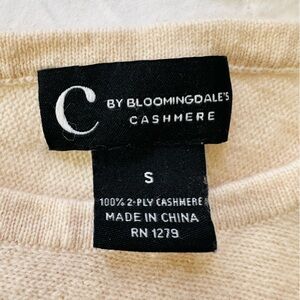 C BY BLOOMINGDALE'S
CASHMERE
S
100% 2-PLY CASHMERE
MADE IN CHINA
RN 1279